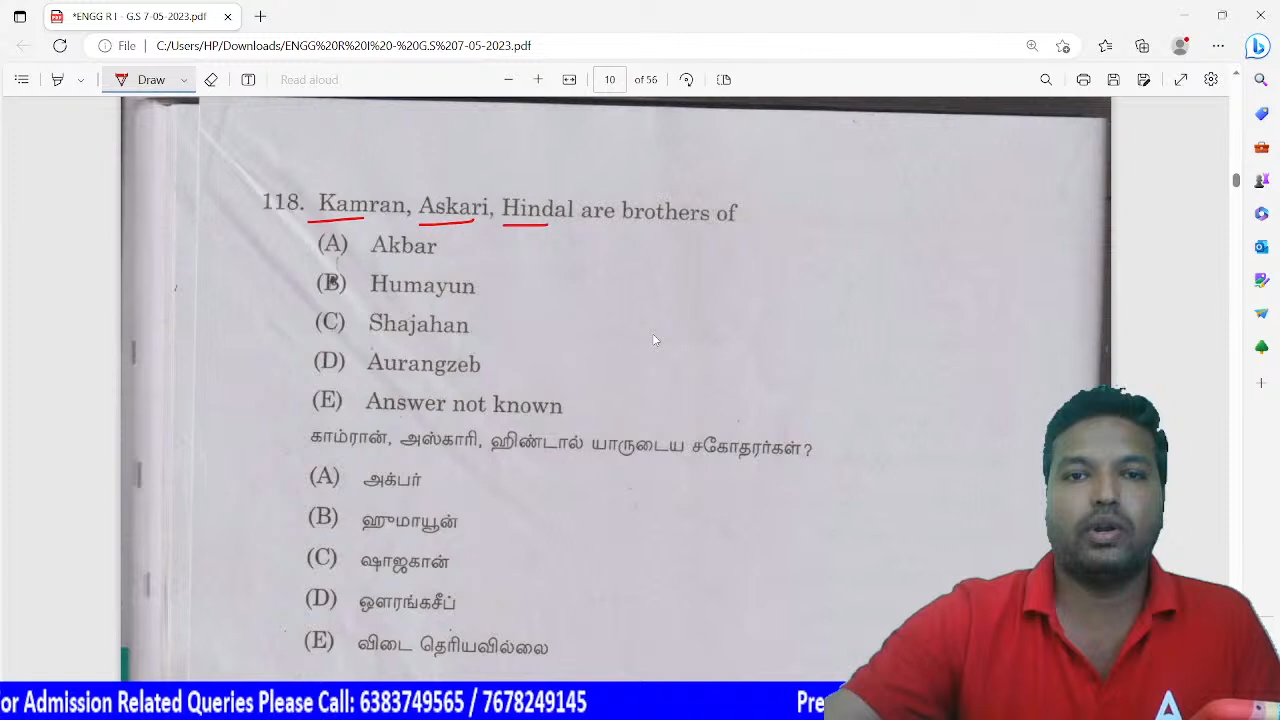 *ENGG R I - G.S 7-05-2023.pdf
File
C:/Users/HP/Downloads/ENGG%20R%20I%20-%20G.S%207-05-2023.pdf
Draw
Read aloud
10 of 56
118. Kamran, Askari, Hindal are brothers of
(A) Akbar
(B) Humayun
(C) Shajahan
(D) Aurangzeb
(E) Answer not known
காம்ரான், அஸ்காரி, ஹிண்டால் யாருடைய சகோதரர்கள்?
(A) அக்பர்
(B) ஹுமாயூன்
(C) ஷாஜகான்
(D) ஔரங்கசீப்
(E) விடை தெரியவில்லை
or Admission Related Queries Please Call: 6383749565 / 7678249145
Pre